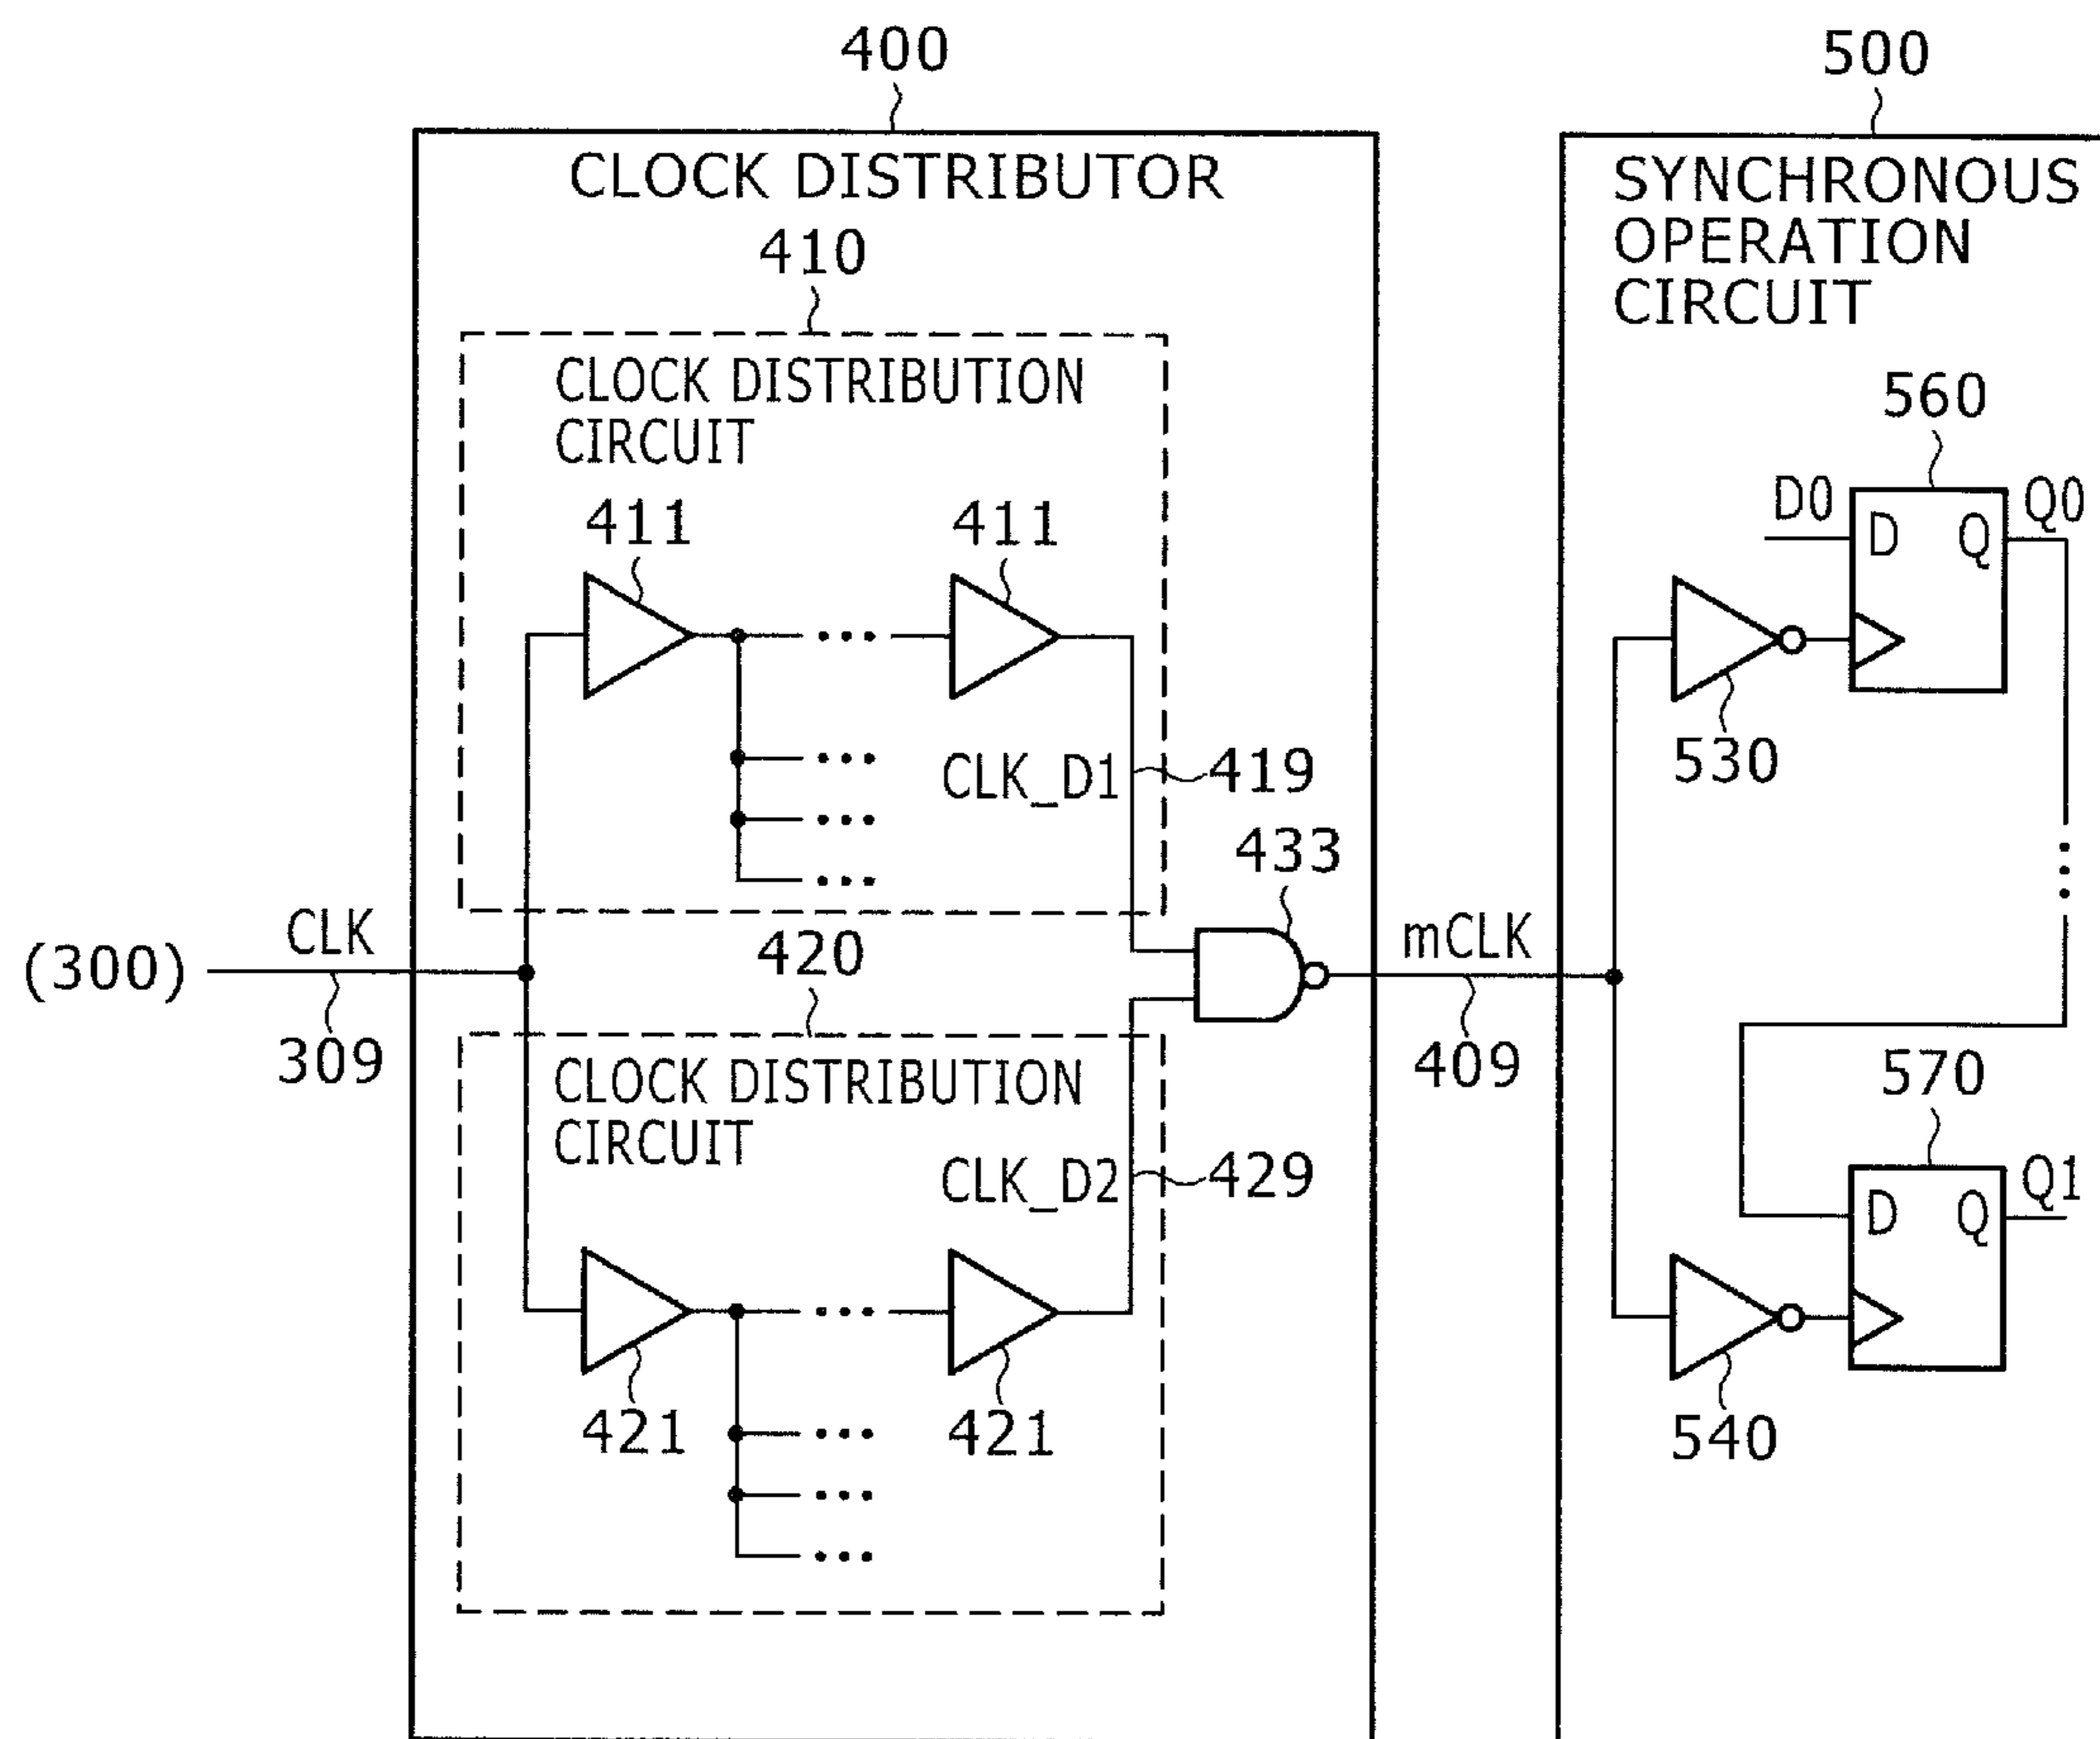 400
500
CLOCK DISTRIBUTOR
SYNCHRONOUS
OPERATION
CIRCUIT
410
CLOCK DISTRIBUTION
CIRCUIT
411
411
560
D0
D
Q
Q0
530
CLK_D1
419
433
CLK
(300)
309
mCLK
409
420
CLOCK DISTRIBUTION
CIRCUIT
CLK_D2
429
421
421
570
D
Q
Q1
540